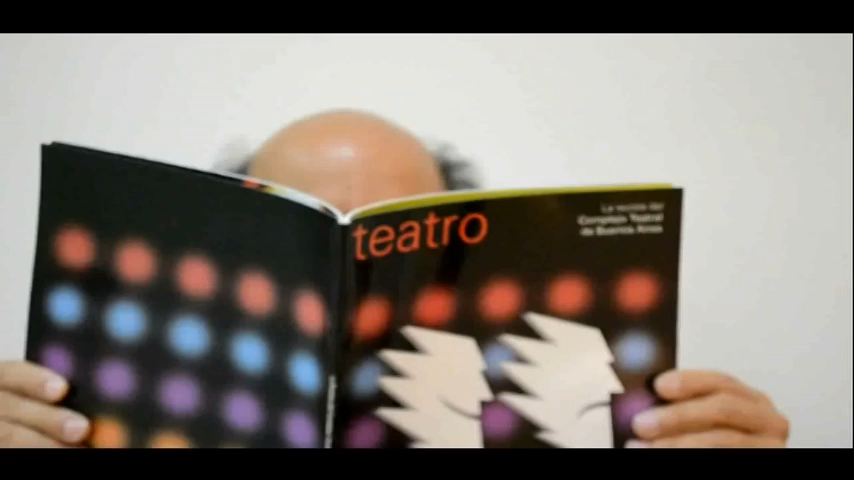 teatro
La revista del
Complejo Teatral
de Buenos Aires